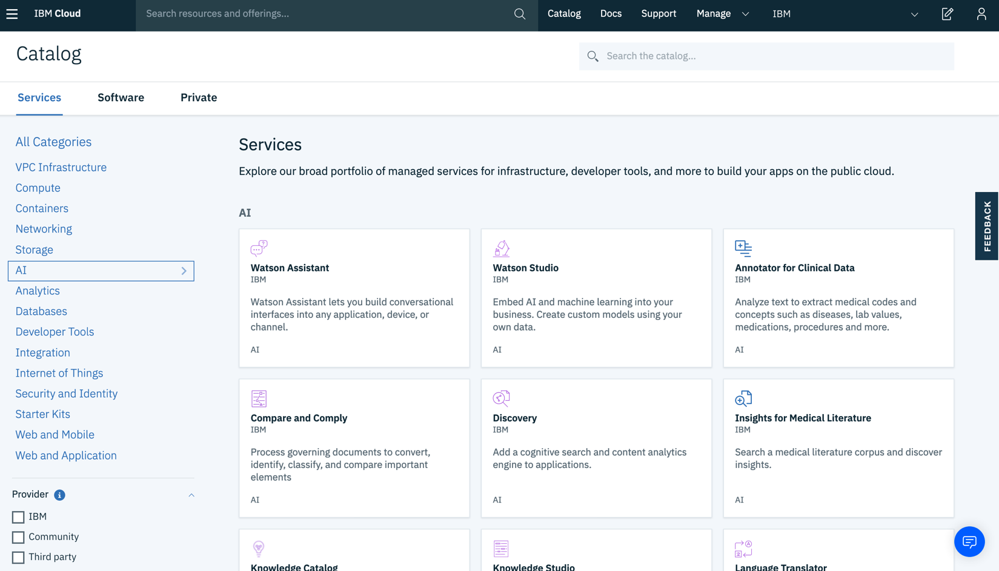 IBM Cloud
Search resources and offerings...
Catalog
Docs
Support
Manage
IBM
Catalog
Search the catalog...
Services
Software
Private
All Categories
VPC Infrastructure
Compute
Containers
Networking
Storage
AI
Analytics
Databases
Developer Tools
Integration
Internet of Things
Security and Identity
Starter Kits
Web and Mobile
Web and Application
Provider
IBM
Community
Third party
Services
Explore our broad portfolio of managed services for infrastructure, developer tools, and more to build your apps on the public cloud.
AI
Watson Assistant
IBM
Watson Assistant lets you build conversational
interfaces into any application, device, or
channel.
AI
Watson Studio
IBM
Embed AI and machine learning into your
business. Create custom models using your
own data.
AI
Annotator for Clinical Data
IBM
Analyze text to extract medical codes and
concepts such as diseases, lab values,
medications, procedures and more.
AI
Compare and Comply
IBM
Process governing documents to convert,
identify, classify, and compare important
elements
AI
Discovery
IBM
Add a cognitive search and content analytics
engine to applications.
AI
Insights for Medical Literature
IBM
Search a medical literature corpus and discover
insights.
AI
Knowledge Catalog
Knowledge Studio
Language Translator
FEEDBACK